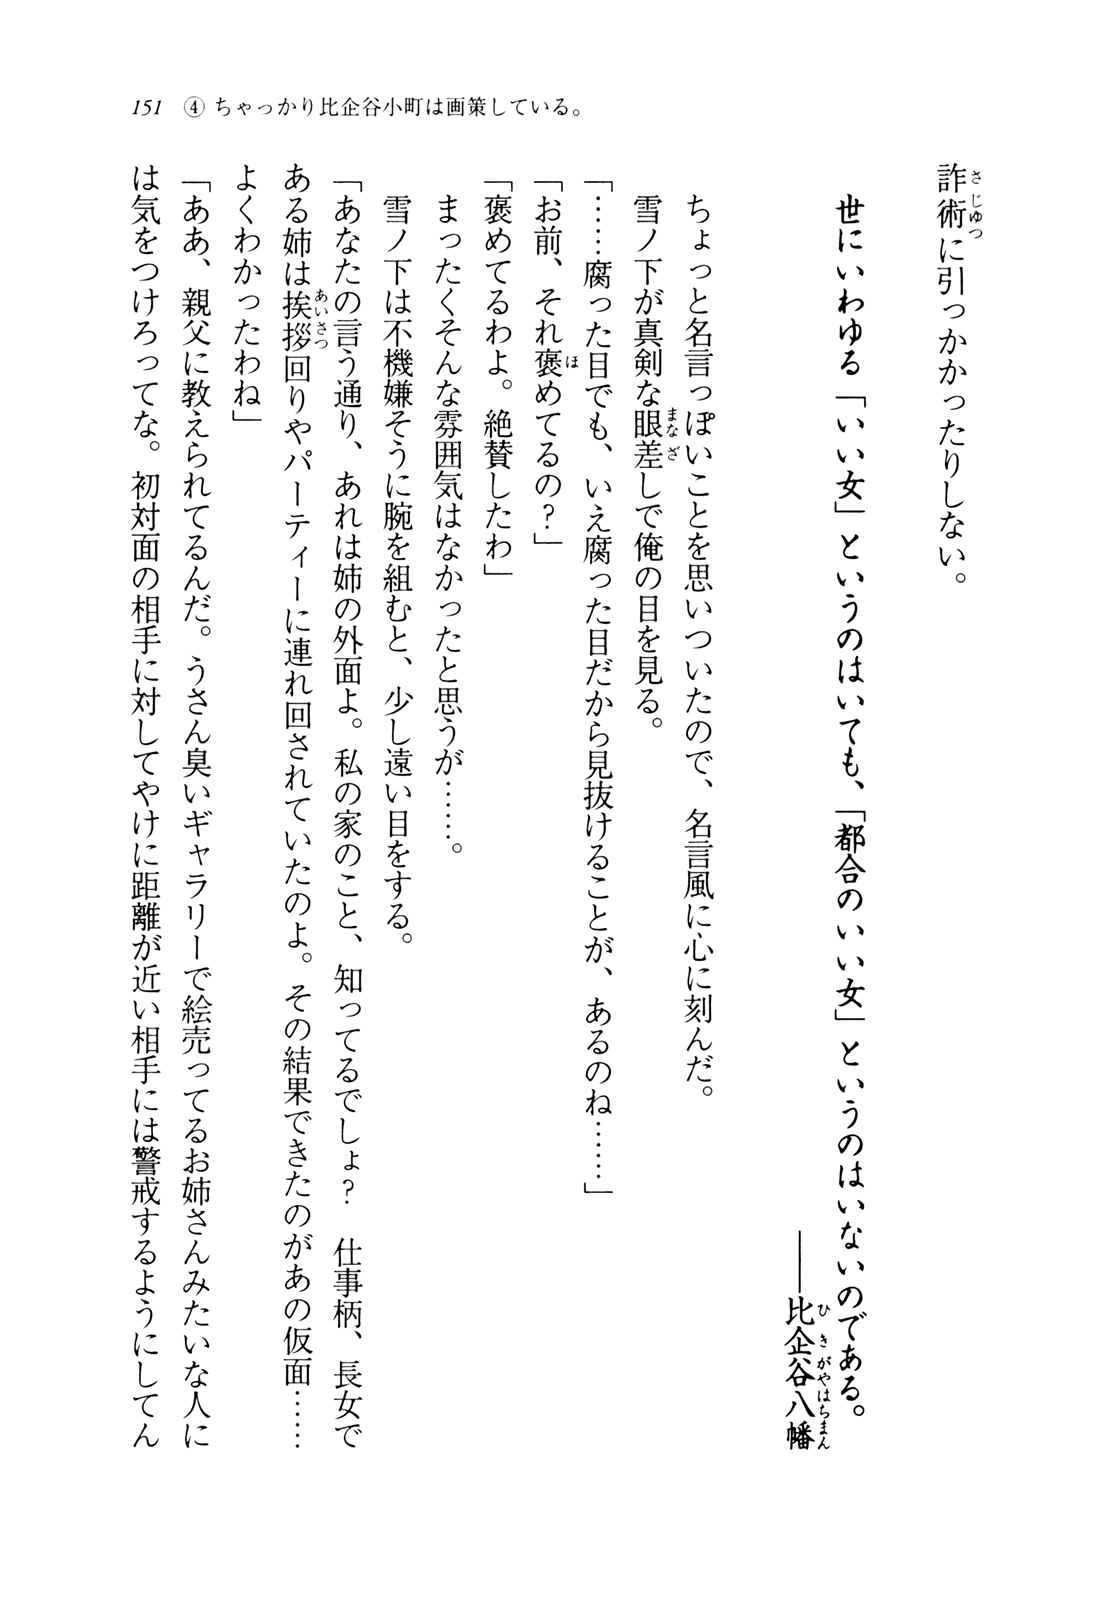 151 ④ ちゃっかり比企谷小町は画策している。
詐術に引っかかったりしない。
世にいわゆる「いい女」というのはいても、「都合のいい女」というのはいないのである。
――比企谷八幡
ちょっと名言っぽいことを思いついたので、名言風に心に刻んだ。
雪ノ下が真剣な眼差しで俺の目を見る。
「……腐った目でも、いえ腐った目だから見抜けることが、あるのね……」
「お前、それ褒めてるの？」
「褒めてるわよ。絶賛したわ」
まったくそんな雰囲気はなかったと思うが……。
雪ノ下は不機嫌そうに腕を組むと、少し遠い目をする。
「あなたの言う通り、あれは姉の外面よ。私の家のこと、知ってるでしょ？　仕事柄、長女で
ある姉は挨拶回りやパーティーに連れ回されていたのよ。その結果できたのがあの仮面……
よくわかったわね」
「ああ、親父に教えられてるんだ。うさん臭いギャラリーで絵売ってるお姉さんみたいな人に
は気をつけろってな。初対面の相手に対してやけに距離が近い相手には警戒するようにしてん